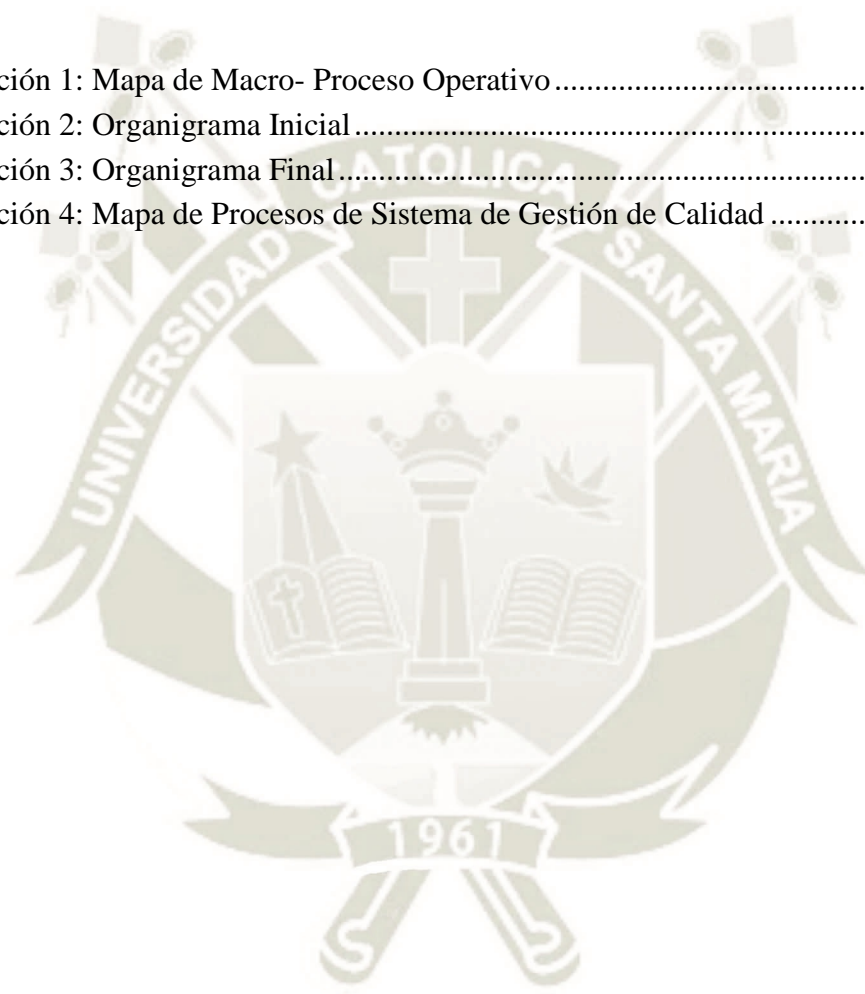 ción 1: Mapa de Macro- Proceso Operativo ........................................
ción 2: Organigrama Inicial ................................................................
ción 3: Organigrama Final ..................................................................
ción 4: Mapa de Procesos de Sistema de Gestión de Calidad ............
UNIVERSIDAD CATOLICA SANTA MARIA
1961
S S